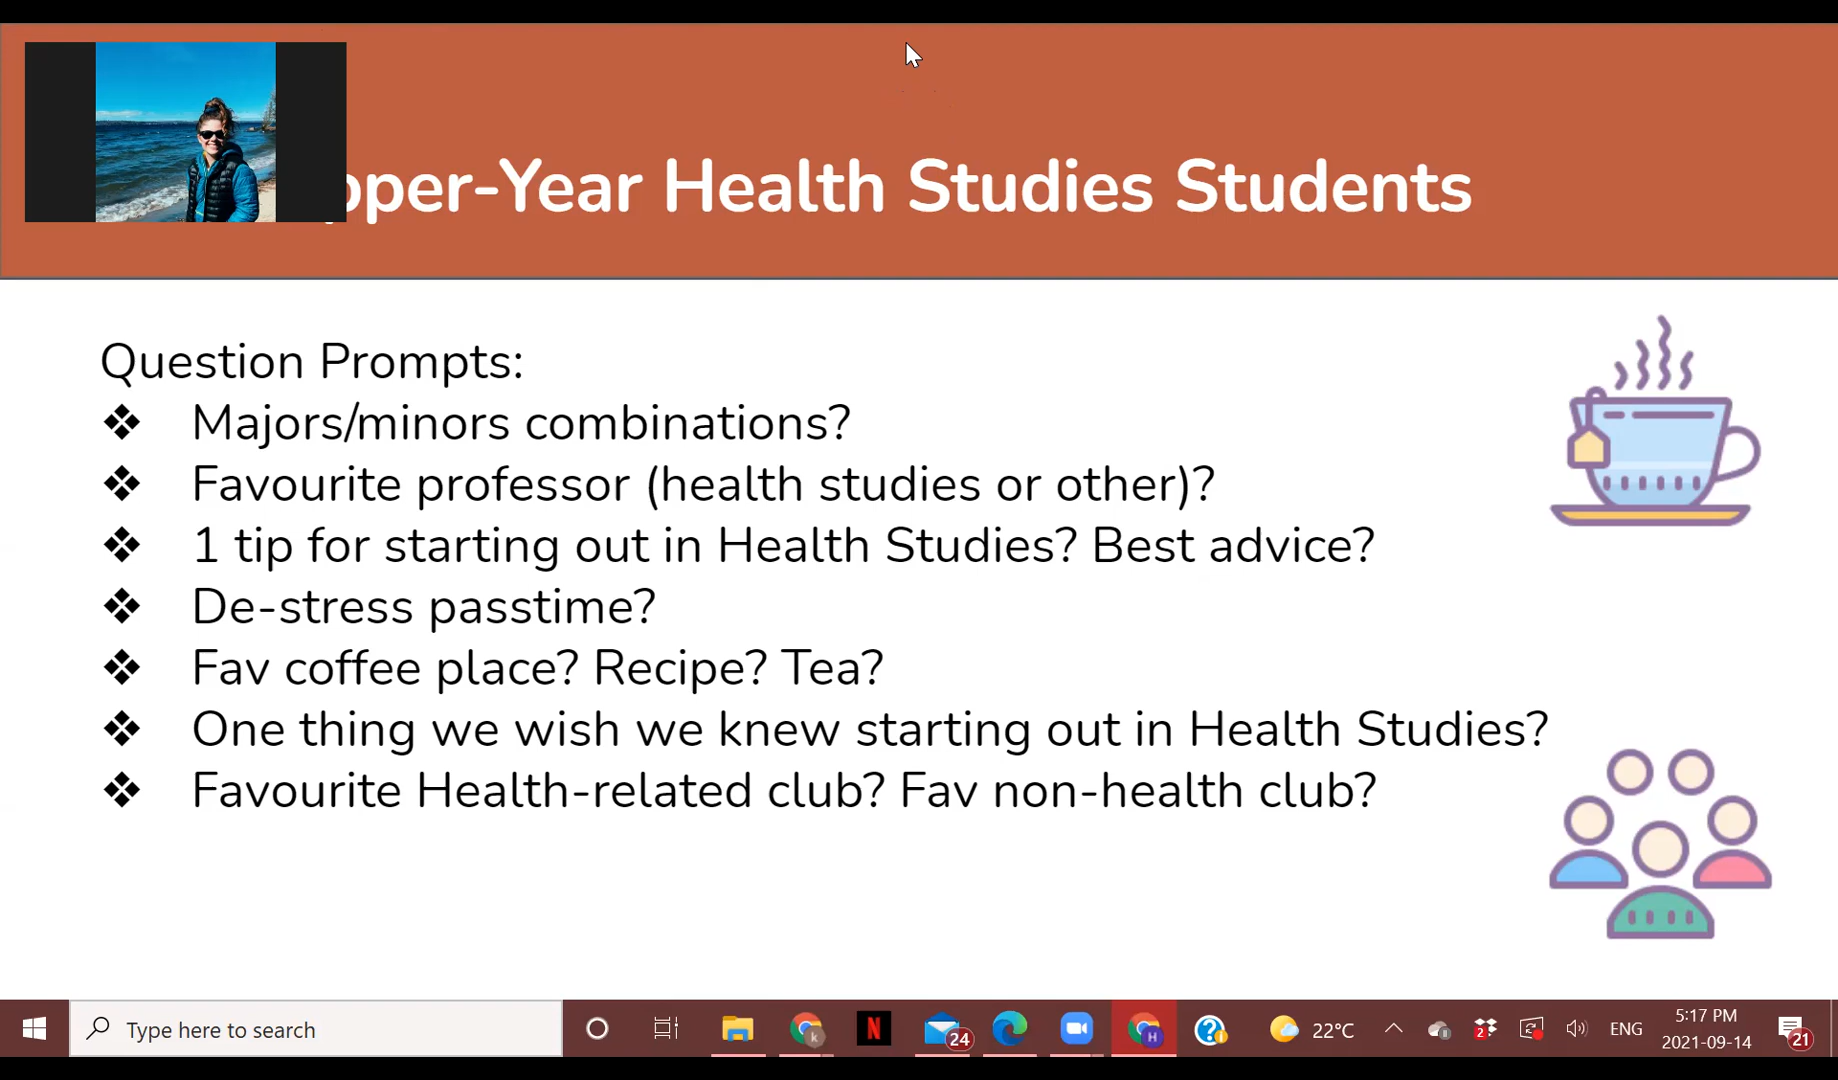 pper-Year Health Studies Students
Question Prompts:
❖ Majors/minors combinations?
❖ Favourite professor (health studies or other)?
❖ 1 tip for starting out in Health Studies? Best advice?
❖ De-stress passtime?
❖ Fav coffee place? Recipe? Tea?
❖ One thing we wish we knew starting out in Health Studies?
❖ Favourite Health-related club? Fav non-health club?
Type here to search
k
N
24
H
?
22°C
2
ENG
5:17 PM
2021-09-14
21